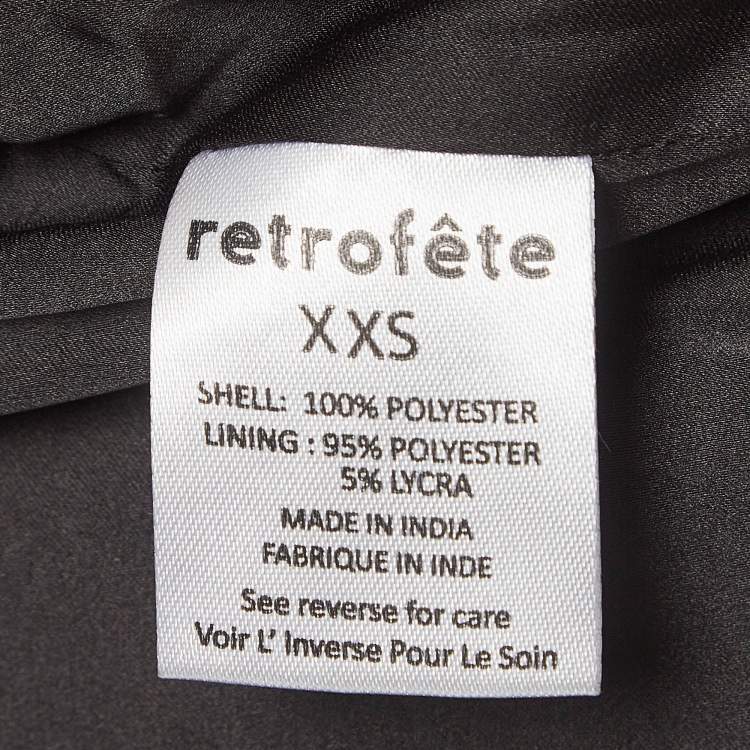 retrofête
XXS
SHELL: 100% POLYESTER
LINING : 95% POLYESTER
5% LYCRA
MADE IN INDIA
FABRIQUE IN INDE
See reverse for care
Voir L' Inverse Pour Le Soin